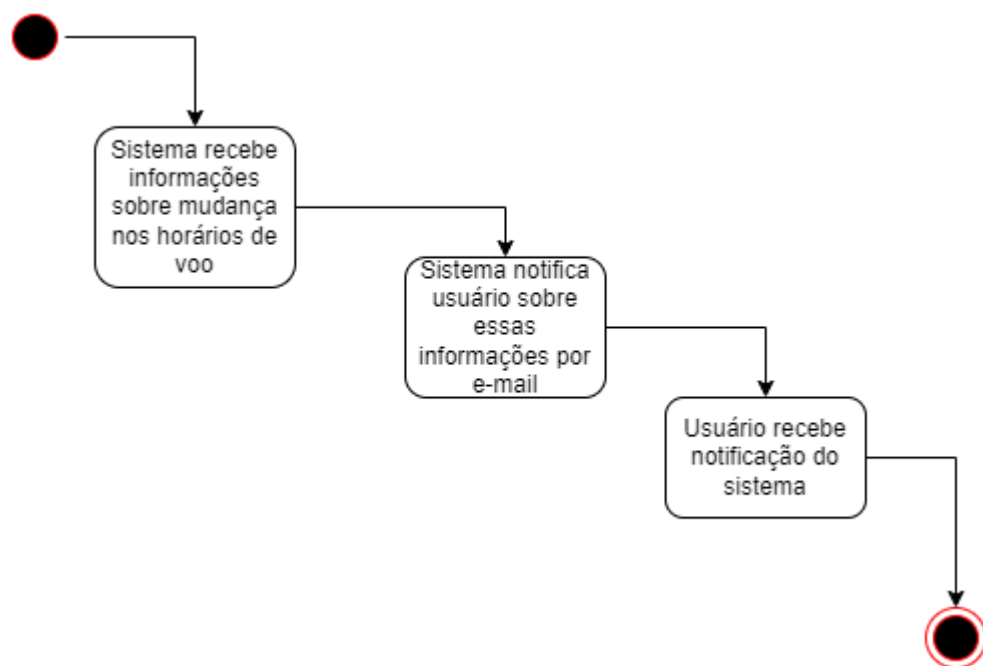 Sistema recebe
informações
sobre mudança
nos horários de
voo
Sistema notifica
usuário sobre
essas
informações por
e-mail
Usuário recebe
notificação do
sistema